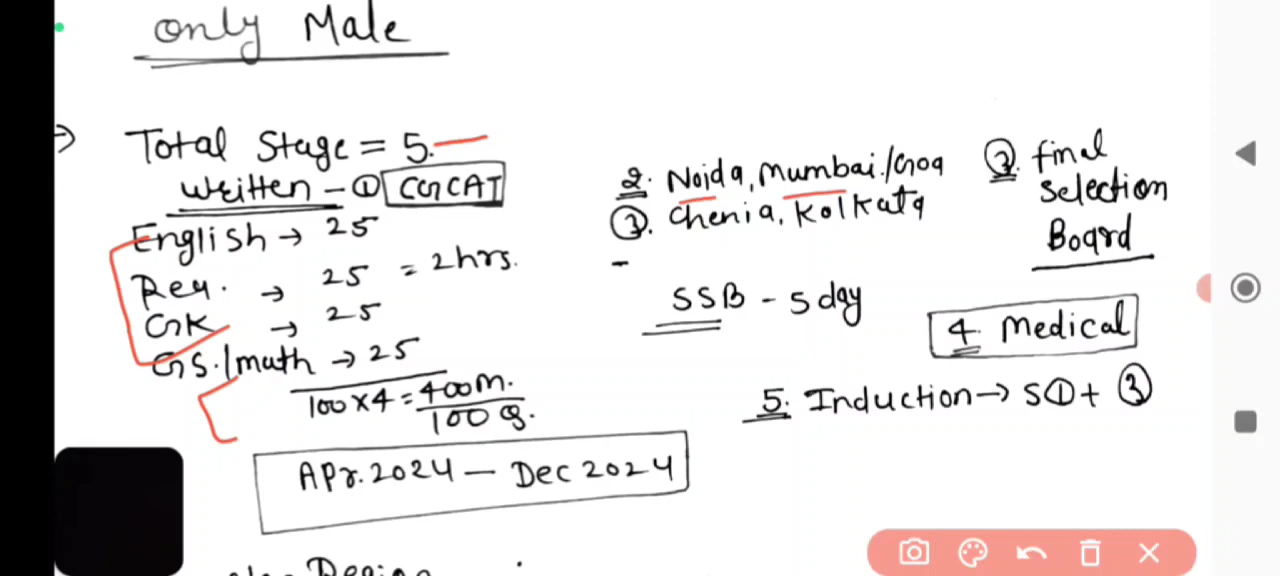 only Male
Total Stage = 5.
written - ① CGCAT
English → 25
Rey. → 25 = 2hrs.
GK → 25
GS./math → 25
100x4 = 400m.
100 Q.
Apr. 2024 - Dec 2024
2. Noida, Mumbai/Goa
③. Chenia, Kolkata
SSB - 5 day
③. final
selection
Board
4. Medical
5. Induction → S① + ③